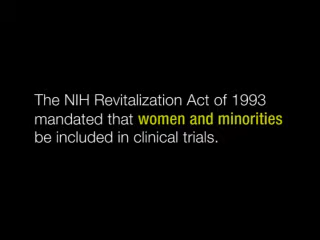 The NIH Revitalization Act of 1993
mandated that women and minorities
be included in clinical trials.